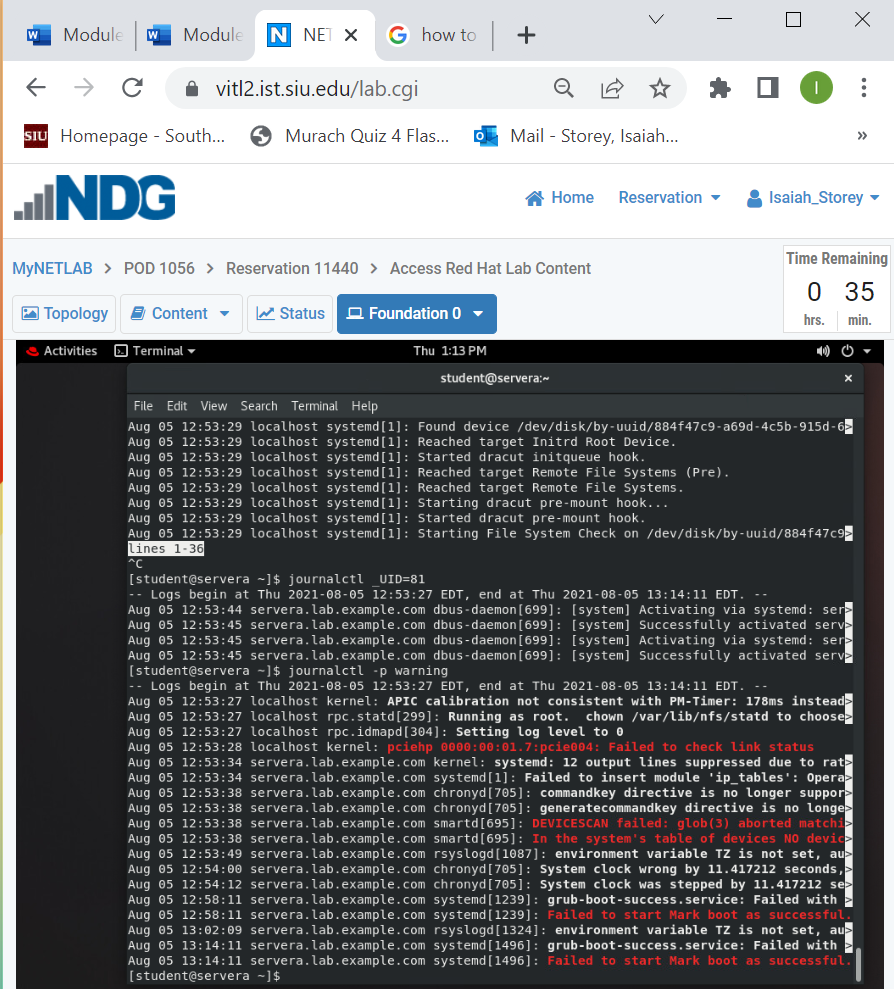 Module
Module
NET
how to
vitl2.ist.siu.edu/lab.cgi
I
SIU
Homepage - South...
Murach Quiz 4 Flas...
Mail - Storey, Isaiah...
»
NDG
Home
Reservation
Isaiah_Storey
MyNETLAB > POD 1056 > Reservation 11440 > Access Red Hat Lab Content
Time Remaining
0 35
hrs. min.
Topology
Content
Status
Foundation 0
Activities
Terminal
Thu 1:13 PM
student@servera:~
File Edit View Search Terminal Help
Aug 05 12:53:29 localhost systemd[1]: Found device /dev/disk/by-uuid/884f47c9-a69d-4c5b-915d-6>
Aug 05 12:53:29 localhost systemd[1]: Reached target Initrd Root Device.
Aug 05 12:53:29 localhost systemd[1]: Started dracut initqueue hook.
Aug 05 12:53:29 localhost systemd[1]: Reached target Remote File Systems (Pre).
Aug 05 12:53:29 localhost systemd[1]: Reached target Remote File Systems.
Aug 05 12:53:29 localhost systemd[1]: Starting dracut pre-mount hook...
Aug 05 12:53:29 localhost systemd[1]: Started dracut pre-mount hook.
Aug 05 12:53:29 localhost systemd[1]: Starting File System Check on /dev/disk/by-uuid/884f47c9>
lines 1-36
^C
[student@servera ~]$ journalctl _UID=81
-- Logs begin at Thu 2021-08-05 12:53:27 EDT, end at Thu 2021-08-05 13:14:11 EDT. --
Aug 05 12:53:44 servera.lab.example.com dbus-daemon[699]: [system] Activating via systemd: ser>
Aug 05 12:53:45 servera.lab.example.com dbus-daemon[699]: [system] Successfully activated serv>
Aug 05 12:53:45 servera.lab.example.com dbus-daemon[699]: [system] Activating via systemd: ser>
Aug 05 12:53:45 servera.lab.example.com dbus-daemon[699]: [system] Successfully activated serv>
[student@servera ~]$ journalctl -p warning
-- Logs begin at Thu 2021-08-05 12:53:27 EDT, end at Thu 2021-08-05 13:14:11 EDT. --
Aug 05 12:53:27 localhost kernel: APIC calibration not consistent with PM-Timer: 178ms instead>
Aug 05 12:53:27 localhost rpc.statd[299]: Running as root.  chown /var/lib/nfs/statd to choose>
Aug 05 12:53:27 localhost rpc.idmapd[304]: Setting log level to 0
Aug 05 12:53:28 localhost kernel: pciehp 0000:00:01.7:pcie004: Failed to check link status
Aug 05 12:53:34 servera.lab.example.com kernel: systemd: 12 output lines suppressed due to rat>
Aug 05 12:53:34 servera.lab.example.com systemd[1]: Failed to insert module 'ip_tables': Opera>
Aug 05 12:53:38 servera.lab.example.com chronyd[705]: commandkey directive is no longer suppor>
Aug 05 12:53:38 servera.lab.example.com chronyd[705]: generatecommandkey directive is no longe>
Aug 05 12:53:38 servera.lab.example.com smartd[695]: DEVICESCAN failed: glob(3) aborted matchi>
Aug 05 12:53:38 servera.lab.example.com smartd[695]: In the system's table of devices NO devic>
Aug 05 12:53:49 servera.lab.example.com rsyslogd[1087]: environment variable TZ is not set, au>
Aug 05 12:54:00 servera.lab.example.com chronyd[705]: System clock wrong by 11.417212 seconds,>
Aug 05 12:54:12 servera.lab.example.com chronyd[705]: System clock was stepped by 11.417212 se>
Aug 05 12:58:11 servera.lab.example.com systemd[1239]: grub-boot-success.service: Failed with >
Aug 05 12:58:11 servera.lab.example.com systemd[1239]: Failed to start Mark boot as successful.
Aug 05 13:02:09 servera.lab.example.com rsyslogd[1324]: environment variable TZ is not set, au>
Aug 05 13:14:11 servera.lab.example.com systemd[1496]: grub-boot-success.service: Failed with >
Aug 05 13:14:11 servera.lab.example.com systemd[1496]: Failed to start Mark boot as successful.
[student@servera ~]$